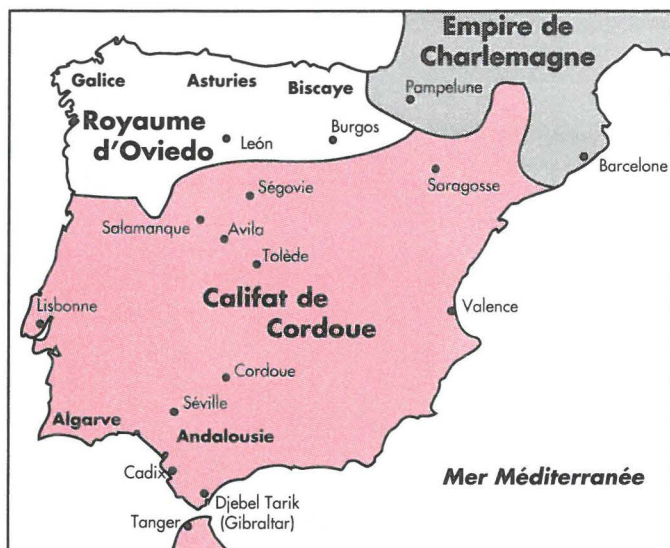 Empire de
Charlemagne
Galice
Asturies
Biscaye
Pampelune
Royaume
d'Oviedo
León
Burgos
Barcelone
Saragosse
Ségovie
Salamanque
Avila
Tolède
Califat de
Cordoue
Lisbonne
Valence
Cordoue
Séville
Algarve
Andalousie
Cadix
Mer Méditerranée
Djebel Tarik
(Gibraltar)
Tanger